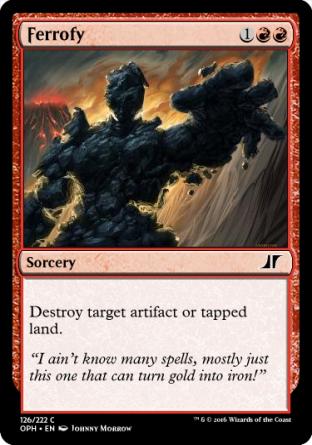 Ferrofy 1
Sorcery
Destroy target artifact or tapped
land.
“I ain't know many spells, mostly just
this one that can turn gold into iron!”
126/222 C
OPH • EN Johnny Morrow
™ & © 2016 Wizards of the Coast